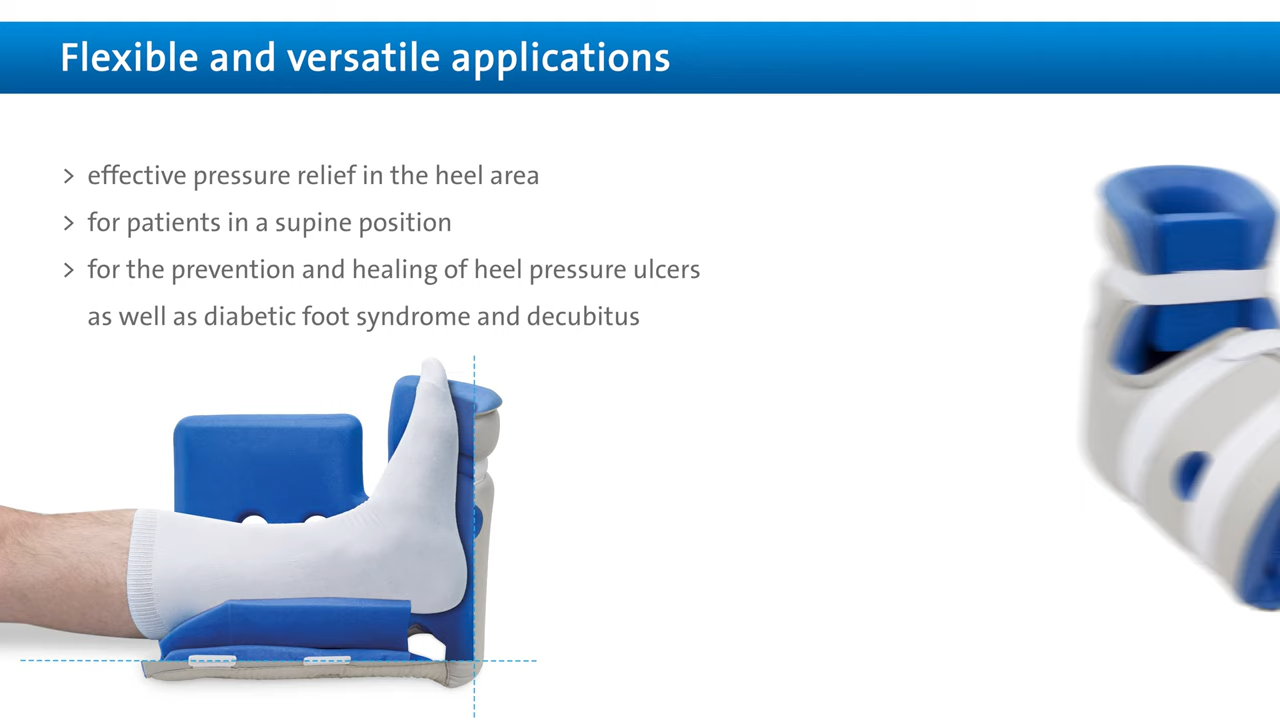 Flexible and versatile applications
> effective pressure relief in the heel area
> for patients in a supine position
> for the prevention and healing of heel pressure ulcers
as well as diabetic foot syndrome and decubitus